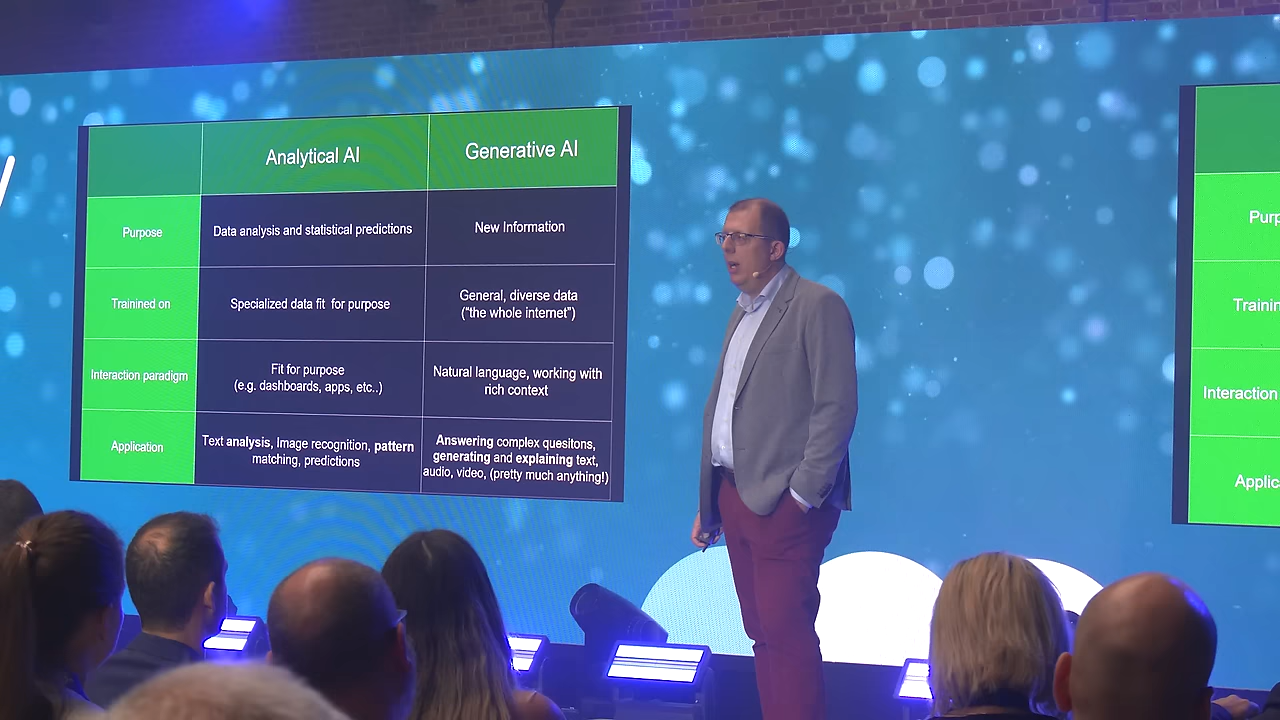 Analytical AI
Generative AI
Purpose
Data analysis and statistical predictions
New Information
Trainined on
Specialized data fit for purpose
General, diverse data
("the whole internet")
Interaction paradigm
Fit for purpose
(e.g. dashboards, apps, etc..)
Natural language, working with
rich context
Application
Text analysis, Image recognition, pattern
matching, predictions
Answering complex quesitons,
generating and explaining text,
audio, video, (pretty much anything!)
Purp
Trainin
Interaction
Applic